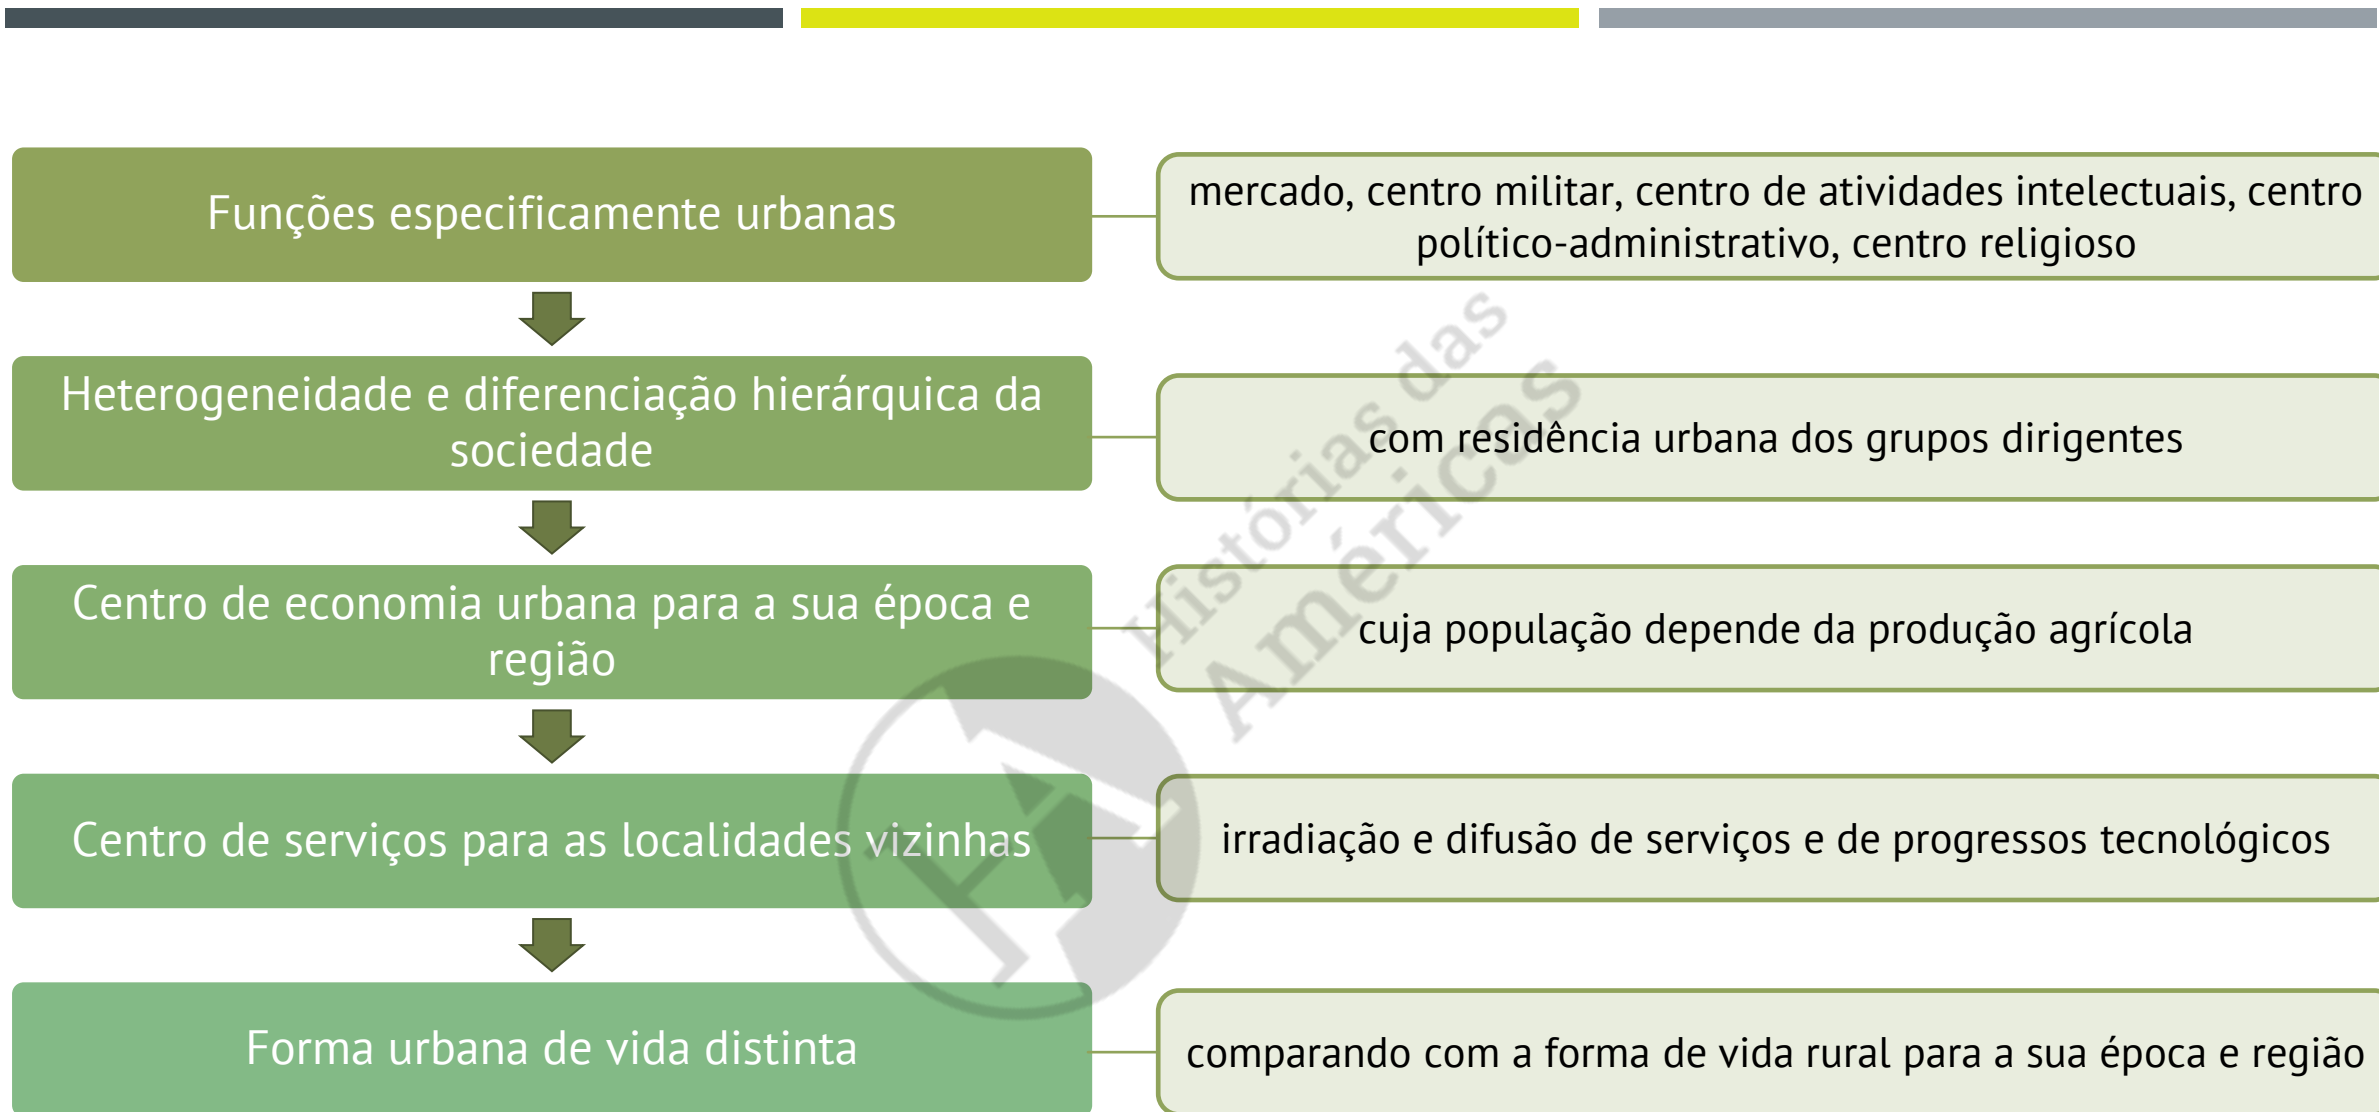 Funções especificamente urbanas
mercado, centro militar, centro de atividades intelectuais, centro
político-administrativo, centro religioso
Heterogeneidade e diferenciação hierárquica da
sociedade
com residência urbana dos grupos dirigentes
Centro de economia urbana para a sua época e
região
cuja população depende da produção agrícola
Centro de serviços para as localidades vizinhas
irradiação e difusão de serviços e de progressos tecnológicos
Forma urbana de vida distinta
comparando com a forma de vida rural para a sua época e região
Histórias das
Américas
HA